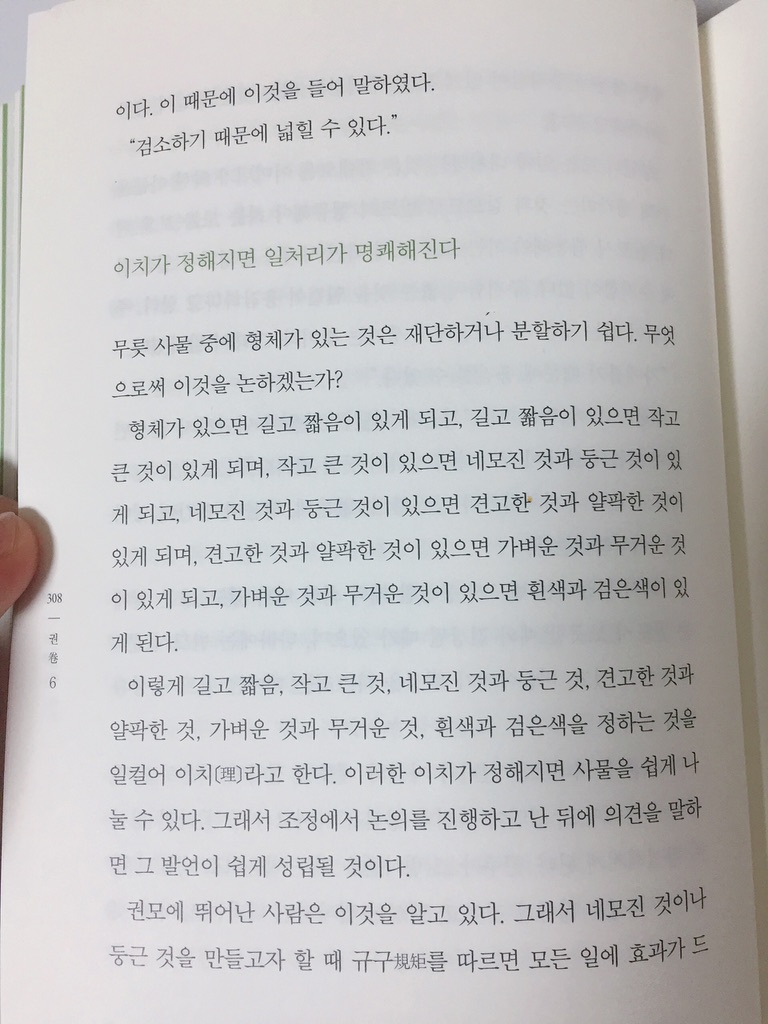 이다. 이 때문에 이것을 들어 말하였다.
“검소하기 때문에 넓힐 수 있다.”
이치가 정해지면 일처리가 명쾌해진다
무릇 사물 중에 형체가 있는 것은 재단하거나 분할하기 쉽다. 무엇
으로써 이것을 논하겠는가?
형체가 있으면 길고 짧음이 있게 되고, 길고 짧음이 있으면 작고
큰 것이 있게 되며, 작고 큰 것이 있으면 네모진 것과 둥근 것이 있
게 되고, 네모진 것과 둥근 것이 있으면 견고한 것과 얄팍한 것이
있게 되며, 견고한 것과 얄팍한 것이 있으면 가벼운 것과 무거운 것
이 있게 되고, 가벼운 것과 무거운 것이 있으면 흰색과 검은색이 있
게 된다.
이렇게 길고 짧음, 작고 큰 것, 네모진 것과 둥근 것, 견고한 것과
얄팍한 것, 가벼운 것과 무거운 것, 흰색과 검은색을 정하는 것을
일컬어 이치〔理〕라고 한다. 이러한 이치가 정해지면 사물을 쉽게 나
눌 수 있다. 그래서 조정에서 논의를 진행하고 난 뒤에 의견을 말하
면 그 발언이 쉽게 성립될 것이다.
권모에 뛰어난 사람은 이것을 알고 있다. 그래서 네모진 것이나
둥근 것을 만들고자 할 때 규구規矩를 따르면 모든 일에 효과가 드
308
권
卷
6